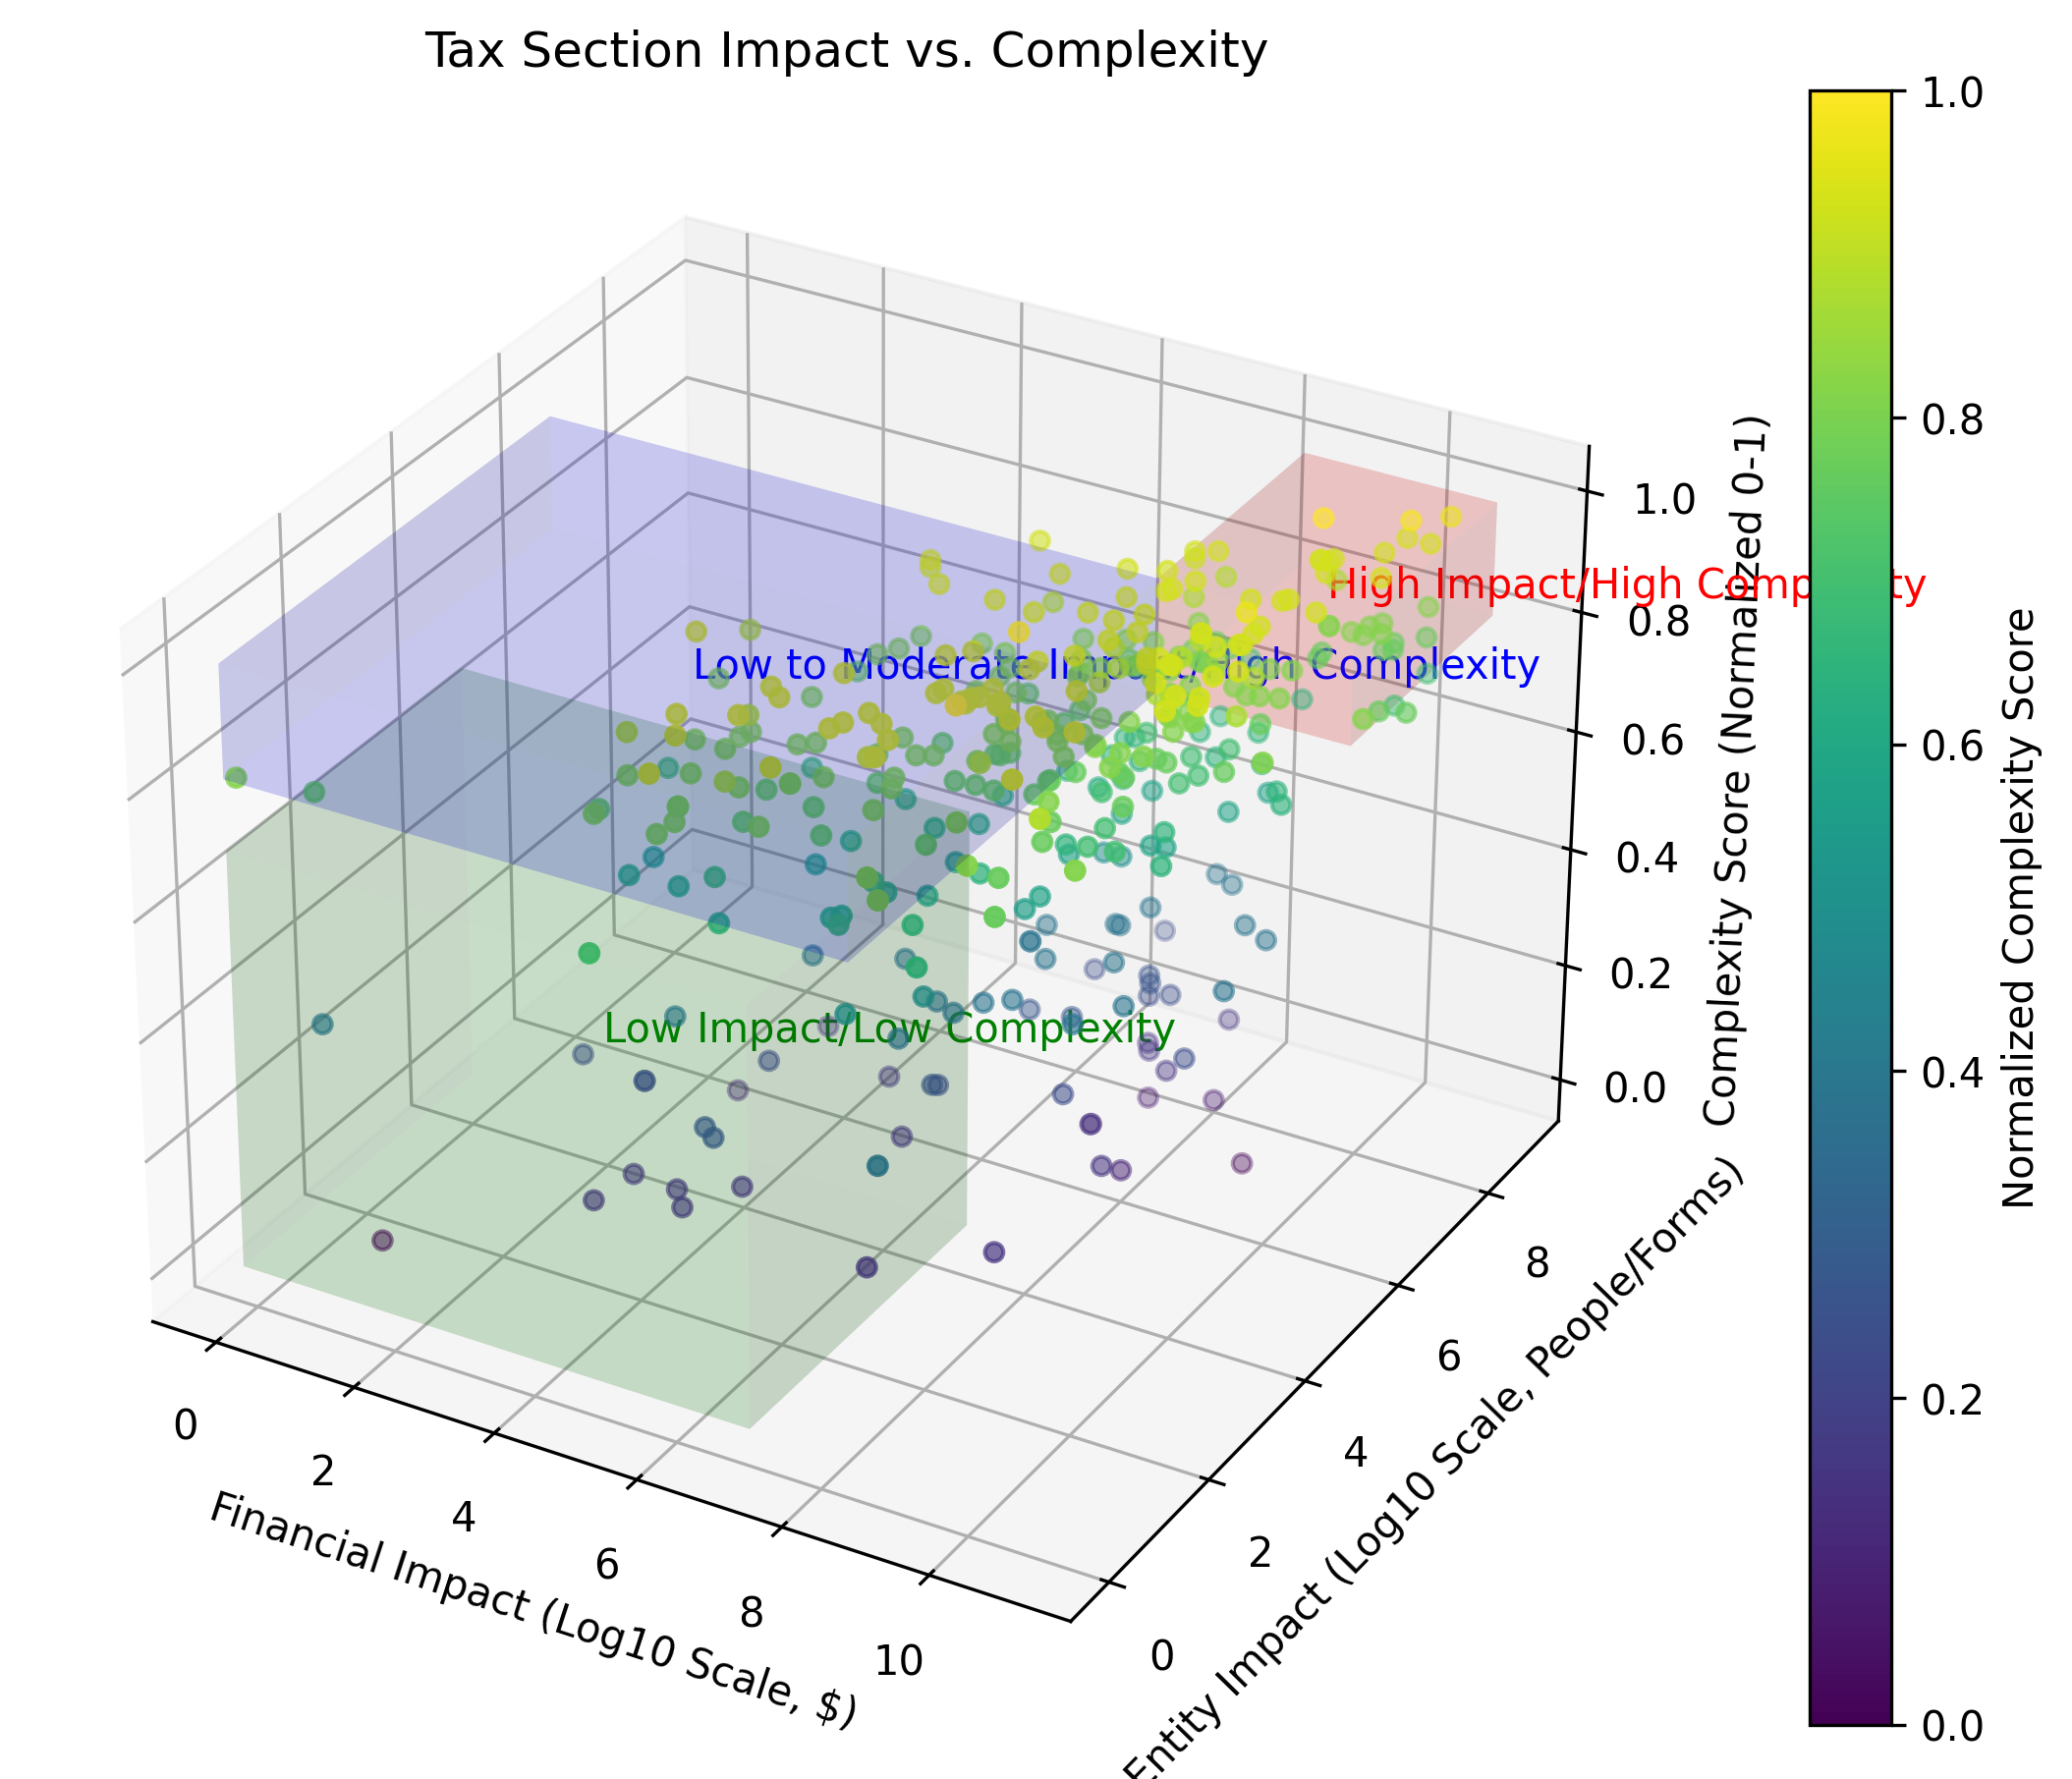 Tax Section Impact vs. Complexity
High Impact/High Complexity
Low to Moderate Impact/High Complexity
Low Impact/Low Complexity
0
2
4
6
8
10
Financial Impact (Log10 Scale, $)
0
2
4
6
8
Entity Impact (Log10 Scale, People/Forms)
0.0
0.2
0.4
0.6
0.8
1.0
Complexity Score (Normalized 0-1)
1.0
0.8
0.6
0.4
0.2
0.0
Normalized Complexity Score